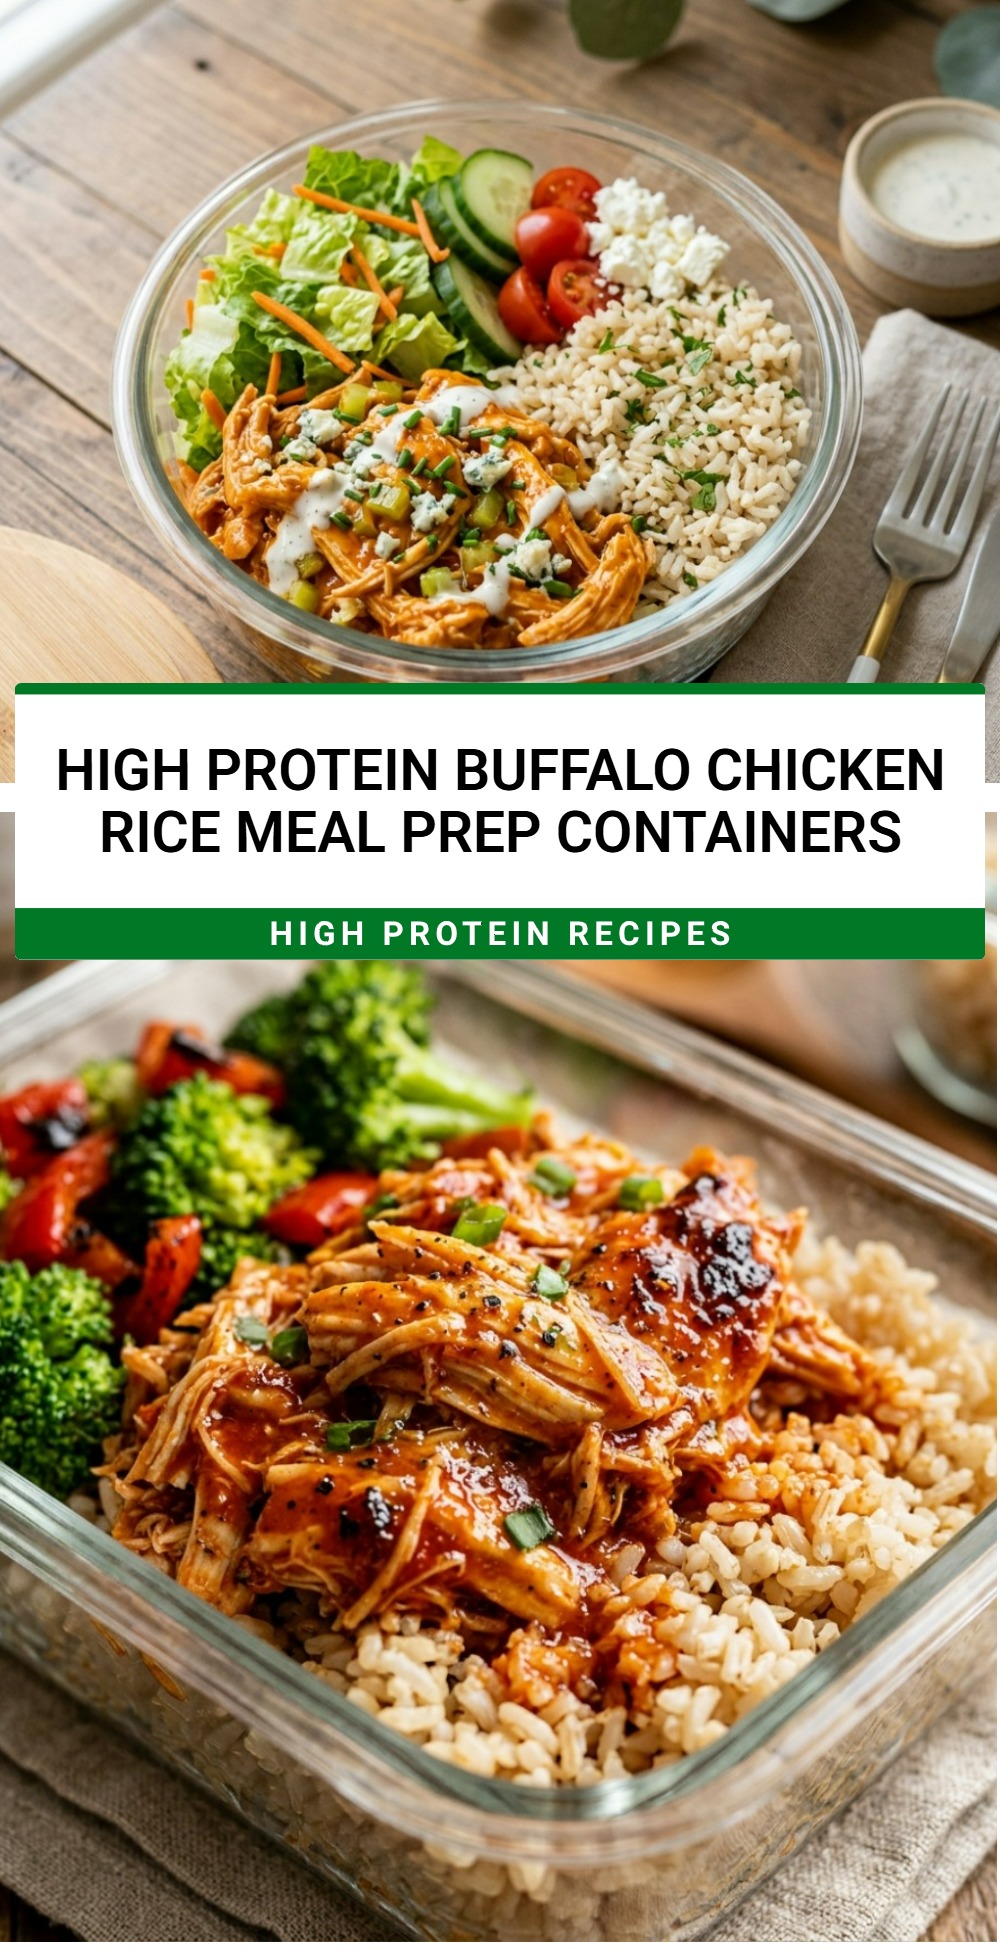 HIGH PROTEIN BUFFALO CHICKEN
RICE MEAL PREP CONTAINERS
HIGH PROTEIN RECIPES